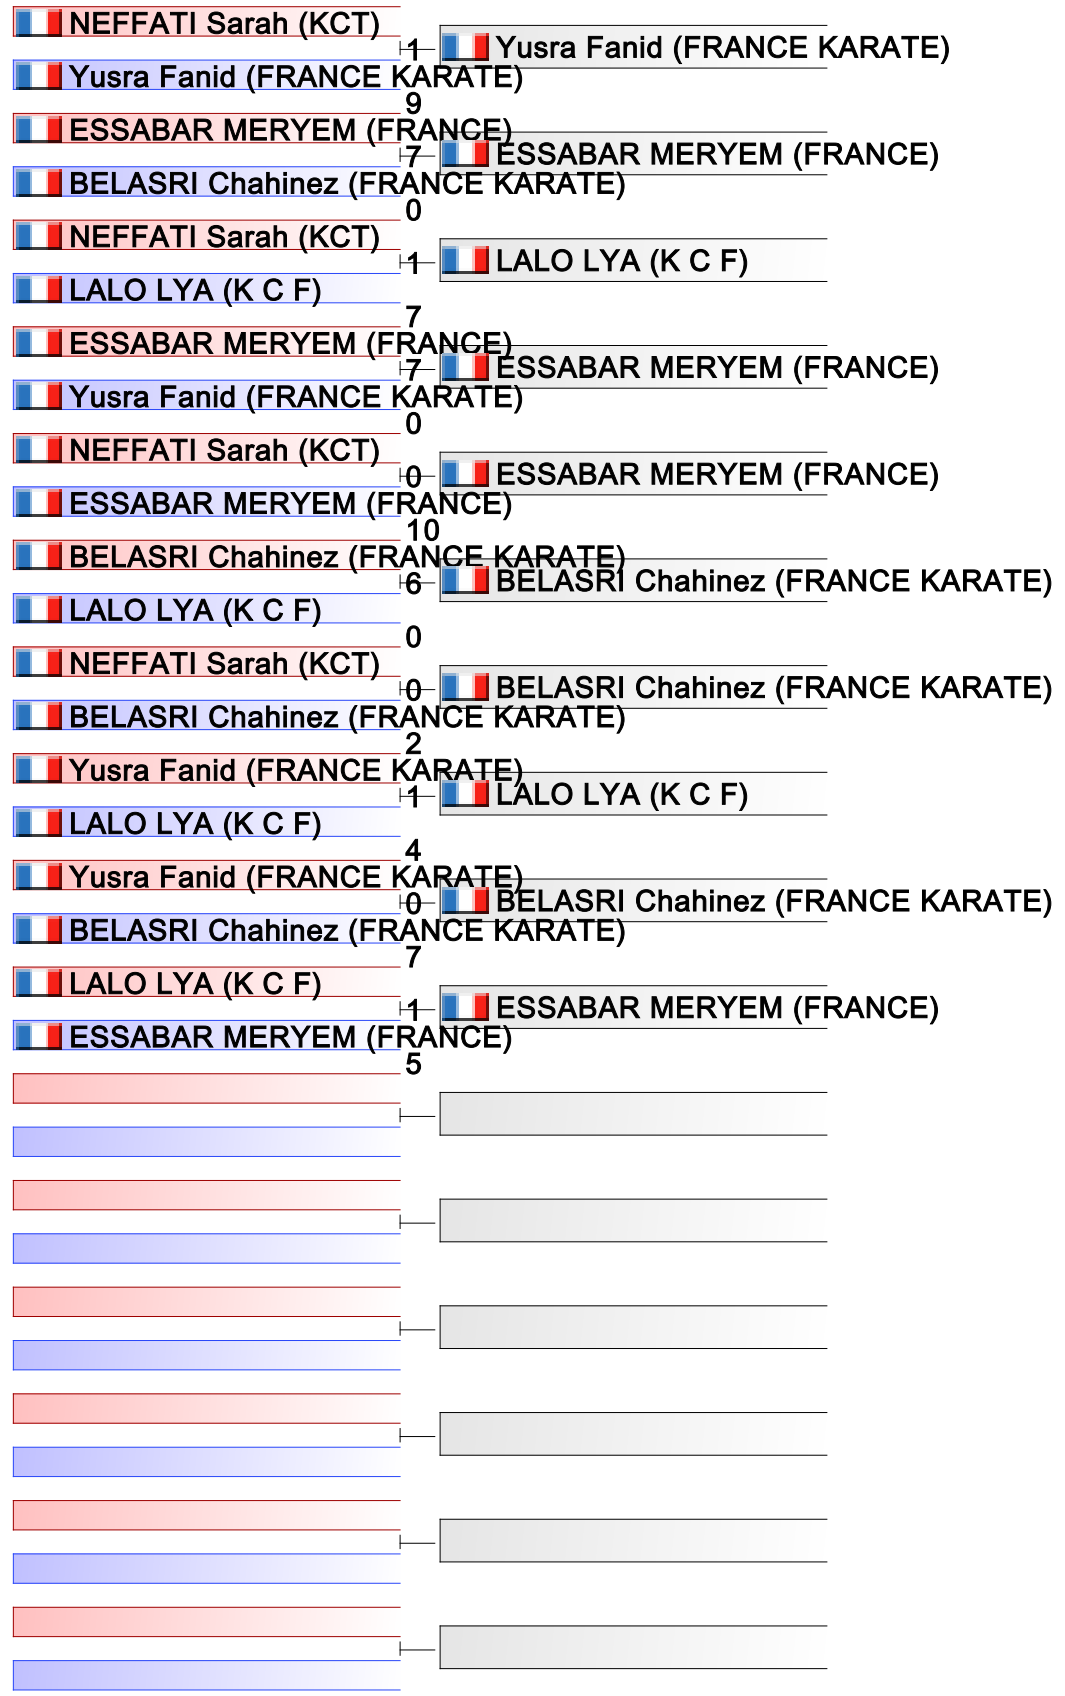 NEFFATI Sarah (KCT)
1
Yusra Fanid (FRANCE KARATE)
Yusra Fanid (FRANCE KARATE)
9
ESSABAR MERYEM (FRANCE)
7
ESSABAR MERYEM (FRANCE)
BELASRI Chahinez (FRANCE KARATE)
0
NEFFATI Sarah (KCT)
1
LALO LYA (K C F)
LALO LYA (K C F)
7
ESSABAR MERYEM (FRANCE)
7
ESSABAR MERYEM (FRANCE)
Yusra Fanid (FRANCE KARATE)
0
NEFFATI Sarah (KCT)
0
ESSABAR MERYEM (FRANCE)
ESSABAR MERYEM (FRANCE)
10
BELASRI Chahinez (FRANCE KARATE)
6
BELASRI Chahinez (FRANCE KARATE)
LALO LYA (K C F)
0
NEFFATI Sarah (KCT)
0
BELASRI Chahinez (FRANCE KARATE)
BELASRI Chahinez (FRANCE KARATE)
2
Yusra Fanid (FRANCE KARATE)
1
LALO LYA (K C F)
LALO LYA (K C F)
4
Yusra Fanid (FRANCE KARATE)
0
BELASRI Chahinez (FRANCE KARATE)
BELASRI Chahinez (FRANCE KARATE)
7
LALO LYA (K C F)
1
ESSABAR MERYEM (FRANCE)
ESSABAR MERYEM (FRANCE)
5